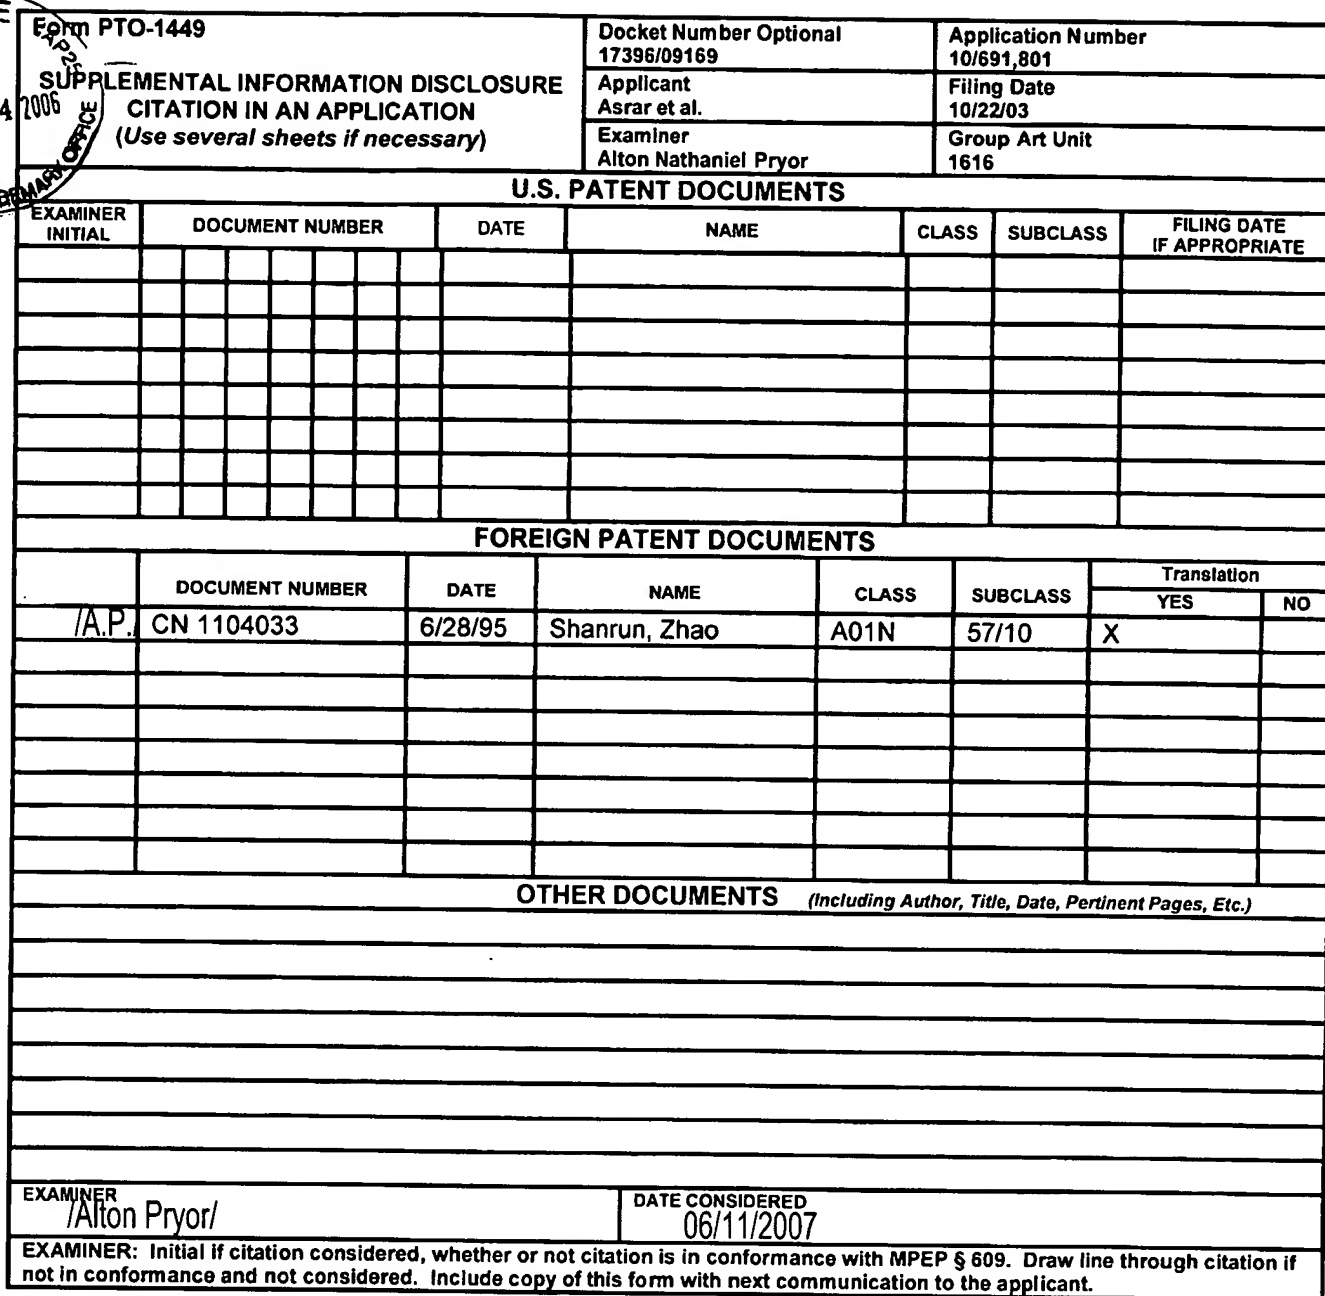 Form PTO-1449
SUPPLEMENTAL INFORMATION DISCLOSURE
CITATION IN AN APPLICATION
(Use several sheets if necessary)
2006
Docket Number Optional
17396/09169
Application Number
10/691,801
Applicant
Asrar et al.
Filing Date
10/22/03
Examiner
Alton Nathaniel Pryor
Group Art Unit
1616
U.S. PATENT DOCUMENTS
EXAMINER INITIAL DOCUMENT NUMBER DATE NAME CLASS SUBCLASS FILING DATE IF APPROPRIATE
FOREIGN PATENT DOCUMENTS
DOCUMENT NUMBER DATE NAME CLASS SUBCLASS Translation
YES NO
/A.P. CN 1104033 6/28/95 Shanrun, Zhao A01N 57/10 X
OTHER DOCUMENTS (Including Author, Title, Date, Pertinent Pages, Etc.)
EXAMINER
/Alton Pryor/
DATE CONSIDERED
06/11/2007
EXAMINER: Initial if citation considered, whether or not citation is in conformance with MPEP § 609. Draw line through citation if
not in conformance and not considered. Include copy of this form with next communication to the applicant.